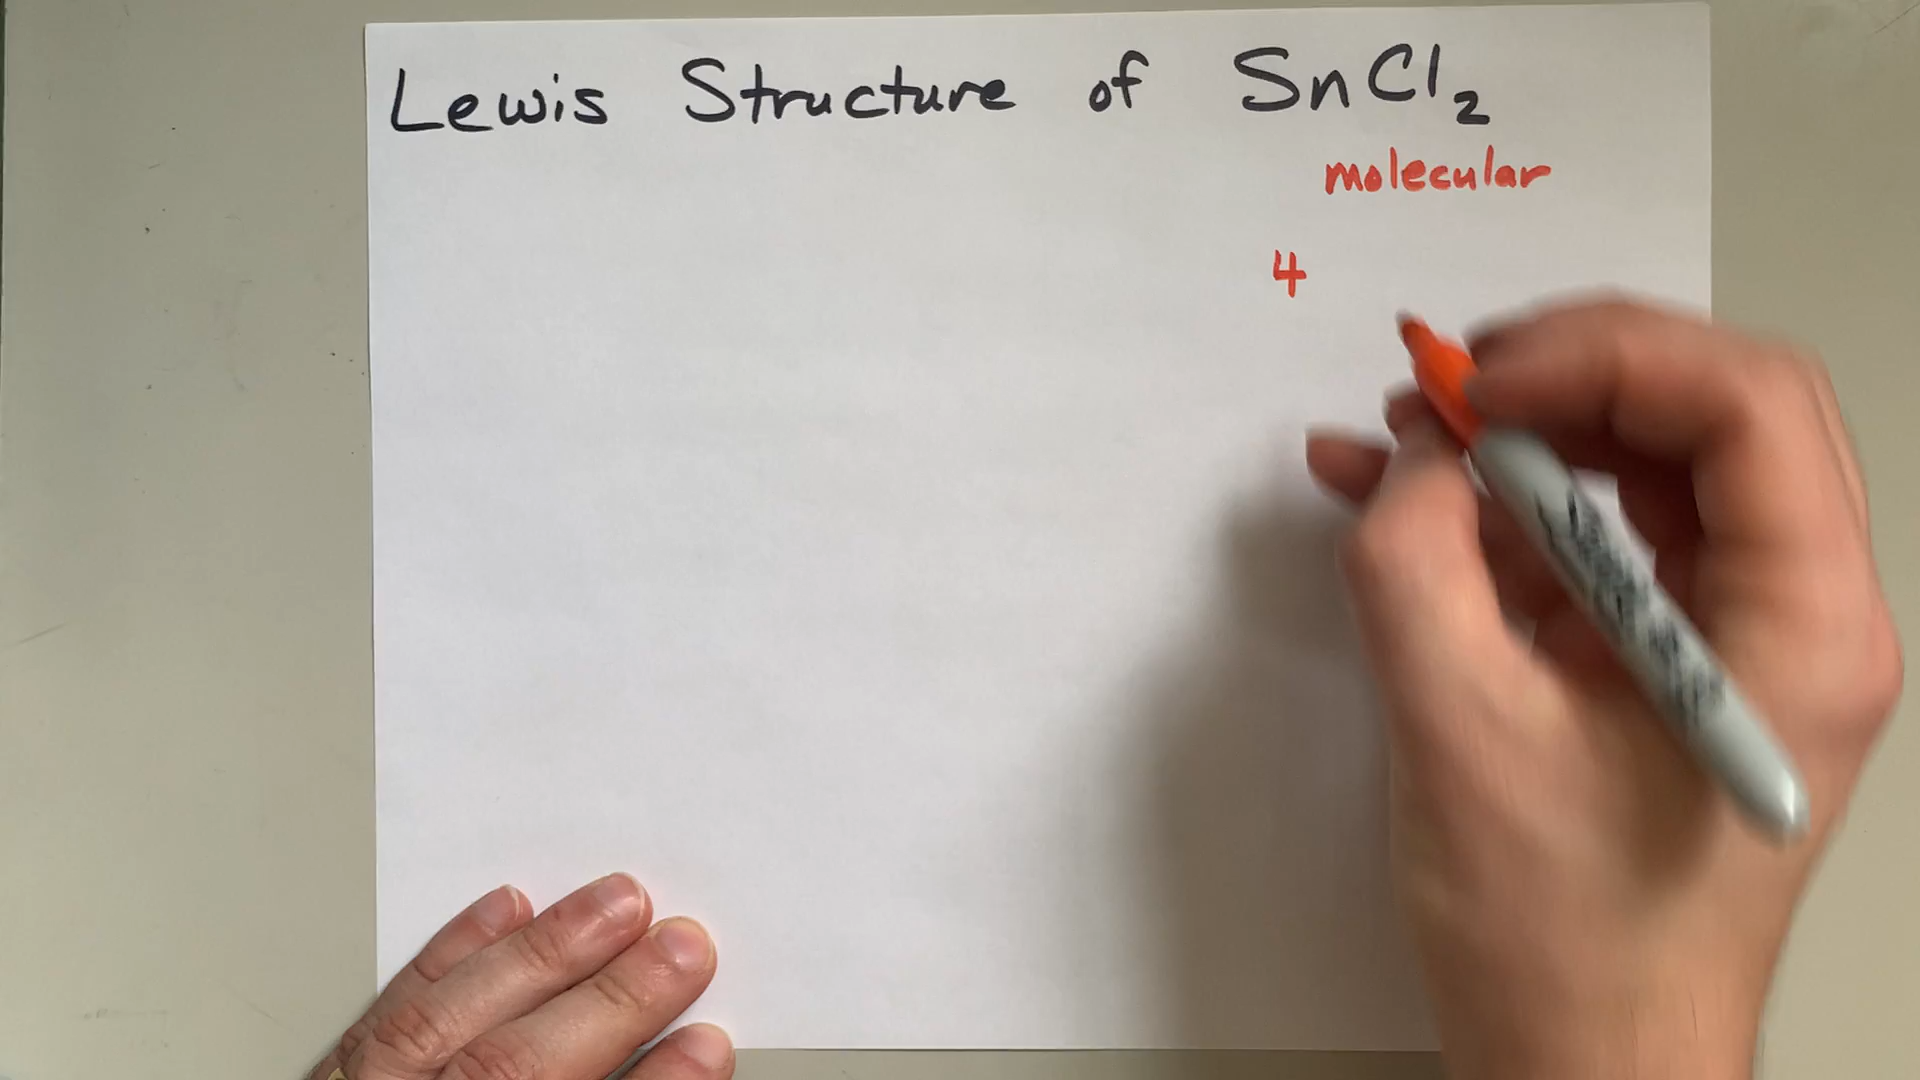 Lewis Structure of SnCl₂
molecular
4